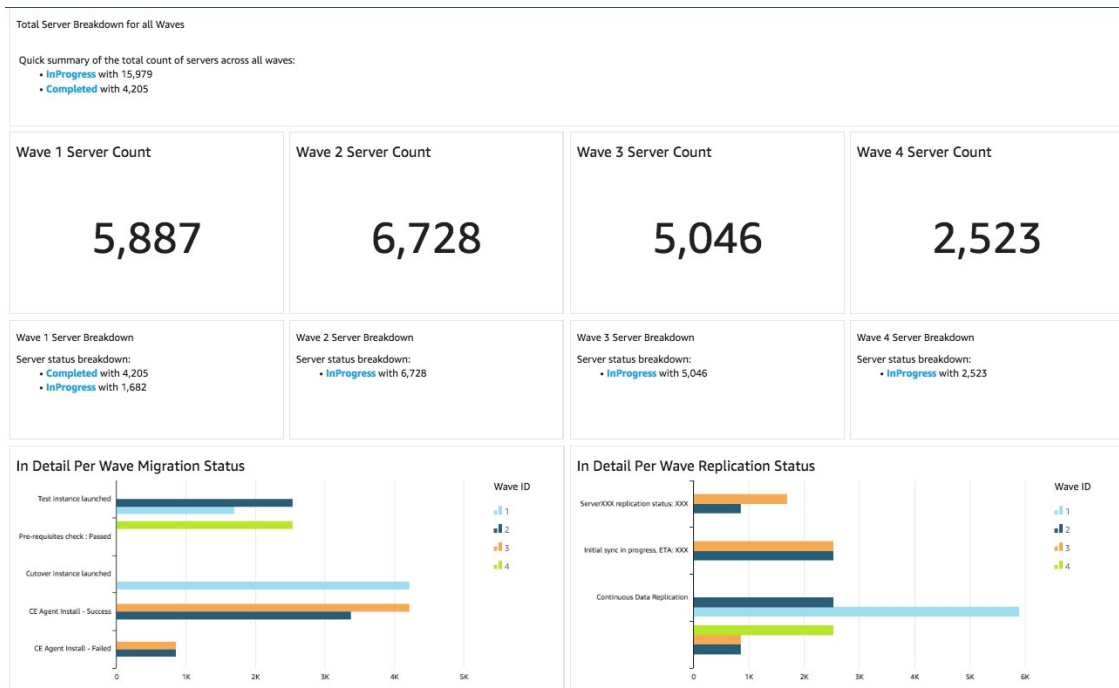 Total Server Breakdown for all Waves
Quick summary of the total count of servers across all waves:
• InProgress with 15,979
• Completed with 4,205
Wave 1 Server Count
5,887
Wave 2 Server Count
6,728
Wave 3 Server Count
5,046
Wave 4 Server Count
2,523
Wave 1 Server Breakdown
Server status breakdown:
• Completed with 4,205
• InProgress with 1,682
Wave 2 Server Breakdown
Server status breakdown:
• InProgress with 6,728
Wave 3 Server Breakdown
Server status breakdown:
• InProgress with 5,046
Wave 4 Server Breakdown
Server status breakdown:
• InProgress with 2,523
In Detail Per Wave Migration Status
Test instance launched
Pre-requisites check : Passed
Cutover instance launched
CE Agent Install - Success
CE Agent Install - Failed
0 1K 2K 3K 4K 5K
Wave ID
1
2
3
4
In Detail Per Wave Replication Status
ServerXXX replication status: XXX
Initial sync in progress, ETA: XXX
Continuous Data Replication
0 1K 2K 3K 4K 5K 6K
Wave ID
1
2
3
4